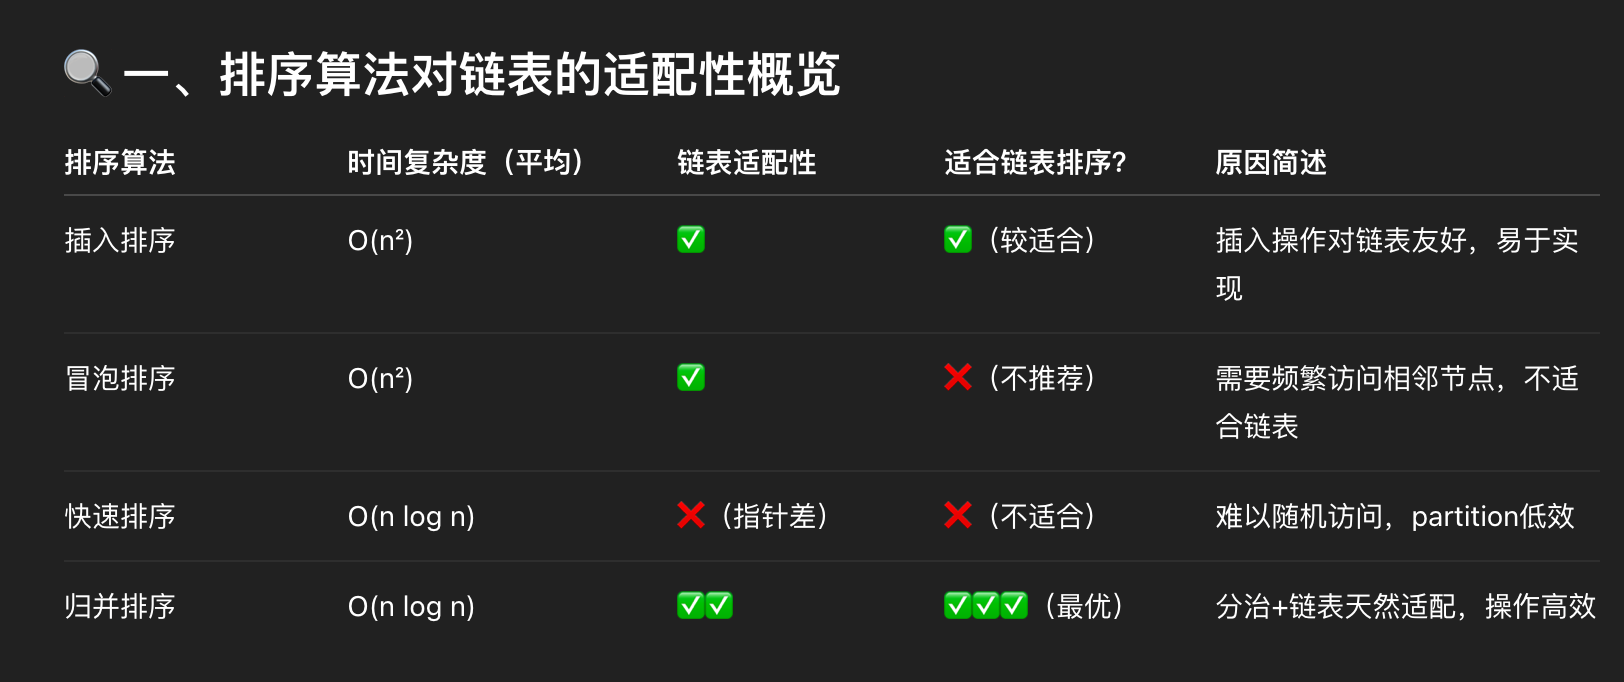 🔍 一、排序算法对链表的适配性概览
排序算法 时间复杂度（平均） 链表适配性 适合链表排序? 原因简述
插入排序 O(n²) ✅ ✅（较适合） 插入操作对链表友好，易于实
现
冒泡排序 O(n²) ✅ ❌（不推荐） 需要频繁访问相邻节点，不适
合链表
快速排序 O(n log n) ❌（指针差） ❌（不适合） 难以随机访问，partition低效
归并排序 O(n log n) ✅✅ ✅✅✅（最优） 分治+链表天然适配，操作高效